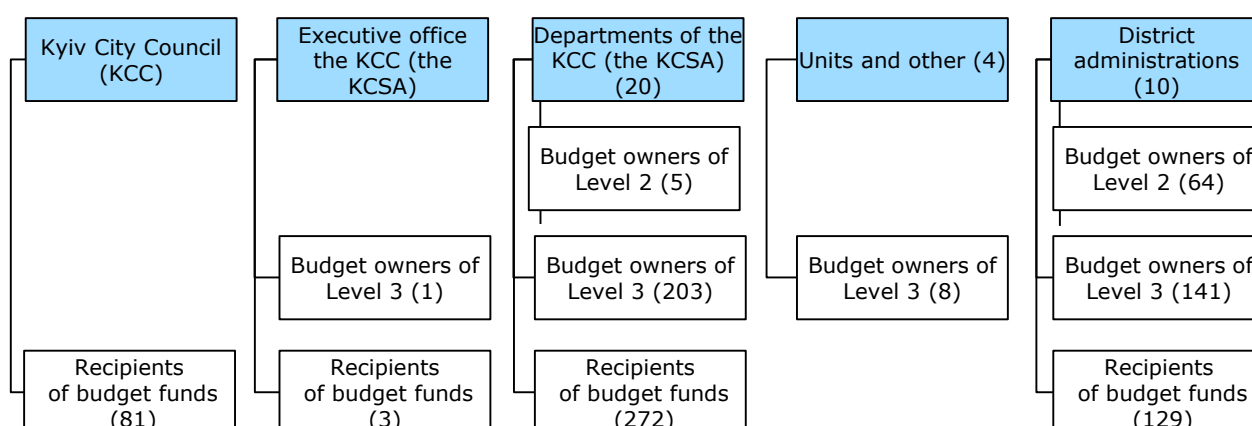 Kyiv City Council
(KCC)
Executive office
the KCC (the
KCSA)
Departments of the
KCC (the KCSA)
(20)
Units and other (4)
District
administrations
(10)
Budget owners of
Level 2 (5)
Budget owners of
Level 2 (64)
Budget owners of
Level 3 (1)
Budget owners of
Level 3 (203)
Budget owners of
Level 3 (8)
Budget owners of
Level 3 (141)
Recipients
of budget funds
(81)
Recipients
of budget funds
(3)
Recipients
of budget funds
(272)
Recipients
of budget funds
(129)